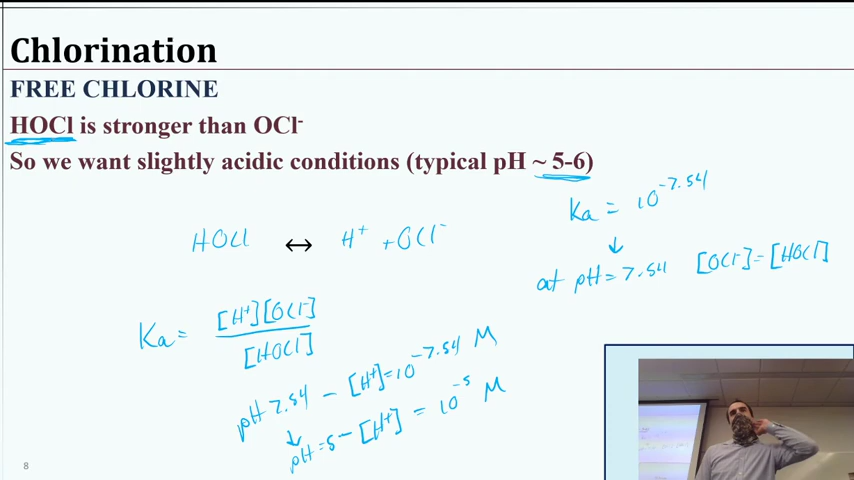 Chlorination
FREE CHLORINE
HOCl is stronger than OCl-
So we want slightly acidic conditions (typical pH ~ 5-6)
Ka = 10^-7.54
HOCl ↔ H+ + OCl-
↓
at pH = 7.54 [OCl-] = [HOCl]
Ka = [H+][OCl-]
[HOCl]
pH 7.54 – [H+] = 10^-7.54 M
↓
pH = 5 – [H+] = 10^-5 M
8